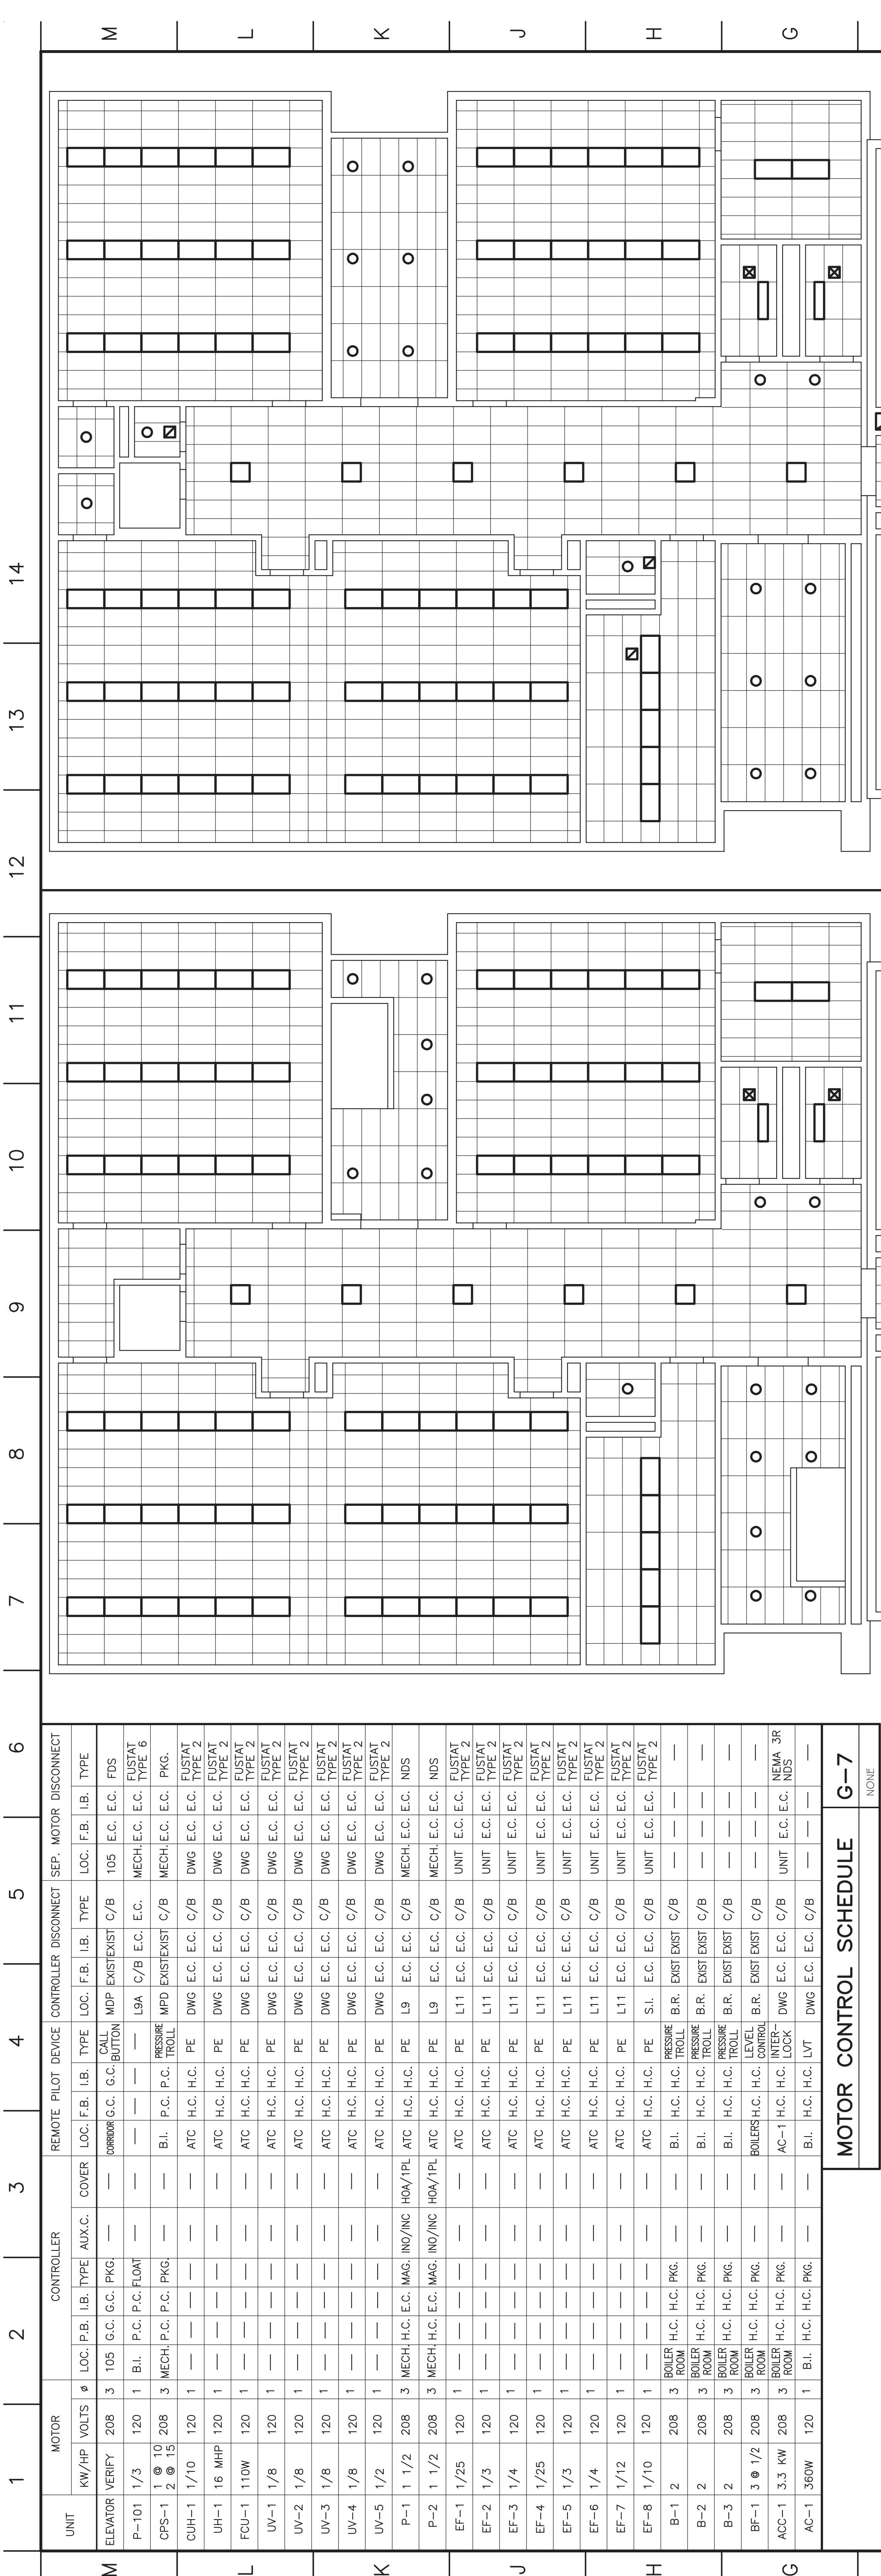 1 2 3 4 5 6 7 8 9 10 11 12 13 14
M
L
K
J
H
G
UNIT MOTOR CONTROLLER REMOTE PILOT DEVICE CONTROLLER DISCONNECT SEP. MOTOR DISCONNECT
KW/HP VOLTS ø LOC. P.B. I.B. TYPE AUX.C. COVER LOC. F.B. I.B. TYPE LOC. F.B. I.B. TYPE LOC. F.B. I.B. TYPE
ELEVATOR VERIFY 208 3 105 G.C. G.C. PKG. — — CORRIDOR G.C. G.C. CALL BUTTON MDP EXIST EXIST C/B 105 E.C. E.C. FDS
P-101 1/3 120 1 B.I. P.C. P.C. FLOAT — — — — — — L9A C/B E.C. E.C. MECH. E.C. E.C. FUSTAT TYPE 6
CPS-1 1 @ 10 2 @ 15 208 3 MECH. P.C. P.C. PKG. — — B.I. P.C. P.C. PRESSURE TROLL MPD EXIST EXIST C/B MECH. E.C. E.C. PKG.
CUH-1 1/10 120 1 — — — — — — ATC H.C. H.C. PE DWG E.C. E.C. C/B DWG E.C. E.C. FUSTAT TYPE 2
UH-1 16 MHP 120 1 — — — — — — ATC H.C. H.C. PE DWG E.C. E.C. C/B DWG E.C. E.C. FUSTAT TYPE 2
FCU-1 110W 120 1 — — — — — — ATC H.C. H.C. PE DWG E.C. E.C. C/B DWG E.C. E.C. FUSTAT TYPE 2
UV-1 1/8 120 1 — — — — — — ATC H.C. H.C. PE DWG E.C. E.C. C/B DWG E.C. E.C. FUSTAT TYPE 2
UV-2 1/8 120 1 — — — — — — ATC H.C. H.C. PE DWG E.C. E.C. C/B DWG E.C. E.C. FUSTAT TYPE 2
UV-3 1/8 120 1 — — — — — — ATC H.C. H.C. PE DWG E.C. E.C. C/B DWG E.C. E.C. FUSTAT TYPE 2
UV-4 1/8 120 1 — — — — — — ATC H.C. H.C. PE DWG E.C. E.C. C/B DWG E.C. E.C. FUSTAT TYPE 2
UV-5 1/2 120 1 — — — — — — ATC H.C. H.C. PE DWG E.C. E.C. C/B DWG E.C. E.C. FUSTAT TYPE 2
P-1 1 1/2 208 3 MECH. H.C. E.C. MAG. INO/INC HOA/1PL ATC H.C. H.C. PE L9 E.C. E.C. C/B MECH. E.C. E.C. NDS
P-2 1 1/2 208 3 MECH. H.C. E.C. MAG. INO/INC HOA/1PL ATC H.C. H.C. PE L9 E.C. E.C. C/B MECH. E.C. E.C. NDS
EF-1 1/25 120 1 — — — — — — ATC H.C. H.C. PE L11 E.C. E.C. C/B UNIT E.C. E.C. FUSTAT TYPE 2
EF-2 1/3 120 1 — — — — — — ATC H.C. H.C. PE L11 E.C. E.C. C/B UNIT E.C. E.C. FUSTAT TYPE 2
EF-3 1/4 120 1 — — — — — — ATC H.C. H.C. PE L11 E.C. E.C. C/B UNIT E.C. E.C. FUSTAT TYPE 2
EF-4 1/25 120 1 — — — — — — ATC H.C. H.C. PE L11 E.C. E.C. C/B UNIT E.C. E.C. FUSTAT TYPE 2
EF-5 1/3 120 1 — — — — — — ATC H.C. H.C. PE L11 E.C. E.C. C/B UNIT E.C. E.C. FUSTAT TYPE 2
EF-6 1/4 120 1 — — — — — — ATC H.C. H.C. PE L11 E.C. E.C. C/B UNIT E.C. E.C. FUSTAT TYPE 2
EF-7 1/12 120 1 — — — — — — ATC H.C. H.C. PE L11 E.C. E.C. C/B UNIT E.C. E.C. FUSTAT TYPE 2
EF-8 1/10 120 1 — — — — — — ATC H.C. H.C. PE S.I. E.C. E.C. C/B UNIT E.C. E.C. FUSTAT TYPE 2
B-1 2 208 3 BOILER ROOM H.C. H.C. PKG. — — B.I. H.C. H.C. PRESSURE TROLL B.R. EXIST EXIST C/B — — — —
B-2 2 208 3 BOILER ROOM H.C. H.C. PKG. — — B.I. H.C. H.C. PRESSURE TROLL B.R. EXIST EXIST C/B — — — —
B-3 2 208 3 BOILER ROOM H.C. H.C. PKG. — — B.I. H.C. H.C. PRESSURE TROLL B.R. EXIST EXIST C/B — — — —
BF-1 3 @ 1/2 208 3 BOILER ROOM H.C. H.C. PKG. — — BOILERS H.C. H.C. LEVEL CONTROL B.R. EXIST EXIST C/B — — — —
ACC-1 3.3 KW 208 3 BOILER ROOM H.C. H.C. PKG. — — AC-1 H.C. H.C. INTER-LOCK DWG E.C. E.C. C/B UNIT E.C. E.C. NEMA 3R NDS
AC-1 360W 120 1 B.I. H.C. H.C. PKG. — — B.I. H.C. H.C. LVT DWG E.C. E.C. C/B — — — —
MOTOR CONTROL SCHEDULE G-7
NONE
M
L
K
J
H
G